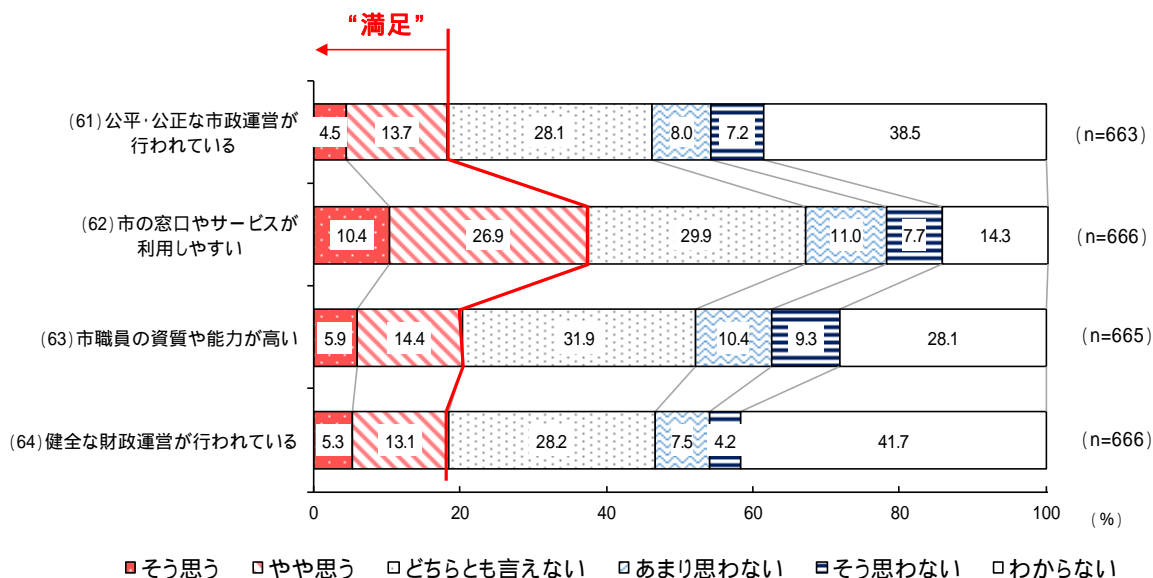 “満足”
(61)公平・公正な市政運営が
行われている
4.5 13.7 28.1 8.0 7.2 38.5 (n=663)
(62)市の窓口やサービスが
利用しやすい
10.4 26.9 29.9 11.0 7.7 14.3 (n=666)
(63)市職員の資質や能力が高い
5.9 14.4 31.9 10.4 9.3 28.1 (n=665)
(64)健全な財政運営が行われている
5.3 13.1 28.2 7.5 4.2 41.7 (n=666)
0 20 40 60 80 100
(%)
そう思う やや思う どちらとも言えない あまり思わない そう思わない わからない